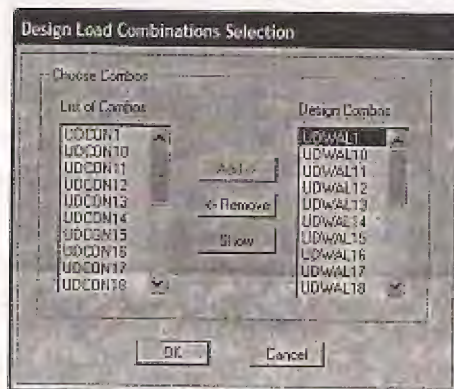 Design Load Combinations Selection
Choose Combos
List of Combos
UDCON1
UDCON10
UDCON11
UDCON12
UDCON13
UDCON14
UDCON15
UDCON16
UDCON17
UDCON18
Add ->
<- Remove
Show
Design Combos
UDWAL1
UDWAL10
UDWAL11
UDWAL12
UDWAL13
UDWAL14
UDWAL15
UDWAL16
UDWAL17
UDWAL18
OK
Cancel